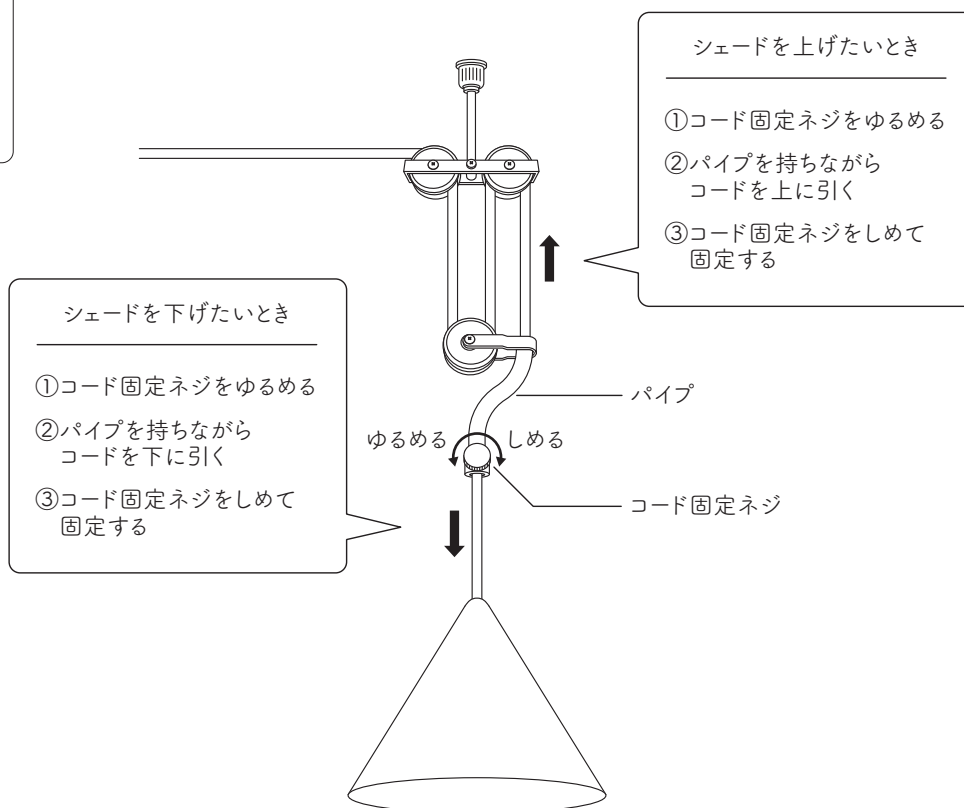 シェードを上げたいとき
①コード固定ネジをゆるめる
②パイプを持ちながら
コードを上に引く
③コード固定ネジをしめて
固定する
シェードを下げたいとき
①コード固定ネジをゆるめる
②パイプを持ちながら
コードを下に引く
③コード固定ネジをしめて
固定する
パイプ
ゆるめる
しめる
コード固定ネジ